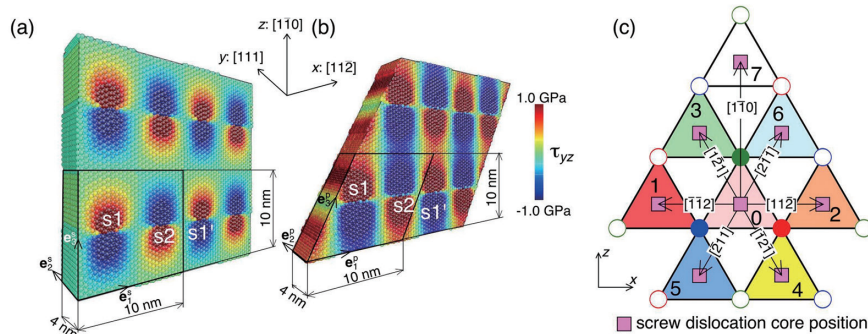 (a)
z: [11̄0]
(b)
y: [111]
x: [112̄]
1.0 GPa
τyz
-1.0 GPa
s1
s2
s1'
e₃ˢ
e₂ˢ
e₁ˢ
10 nm
10 nm
4 nm
s1
s2
s1'
e₃ᵖ
e₂ᵖ
e₁ᵖ
10 nm
10 nm
4 nm
(c)
7
[11̄0]
3
6
[12̄1]
[21̄1̄]
1
[1̄1̄2]
0
[112̄]
2
[2̄11]
[1̄21̄]
5
4
z
x
screw dislocation core position